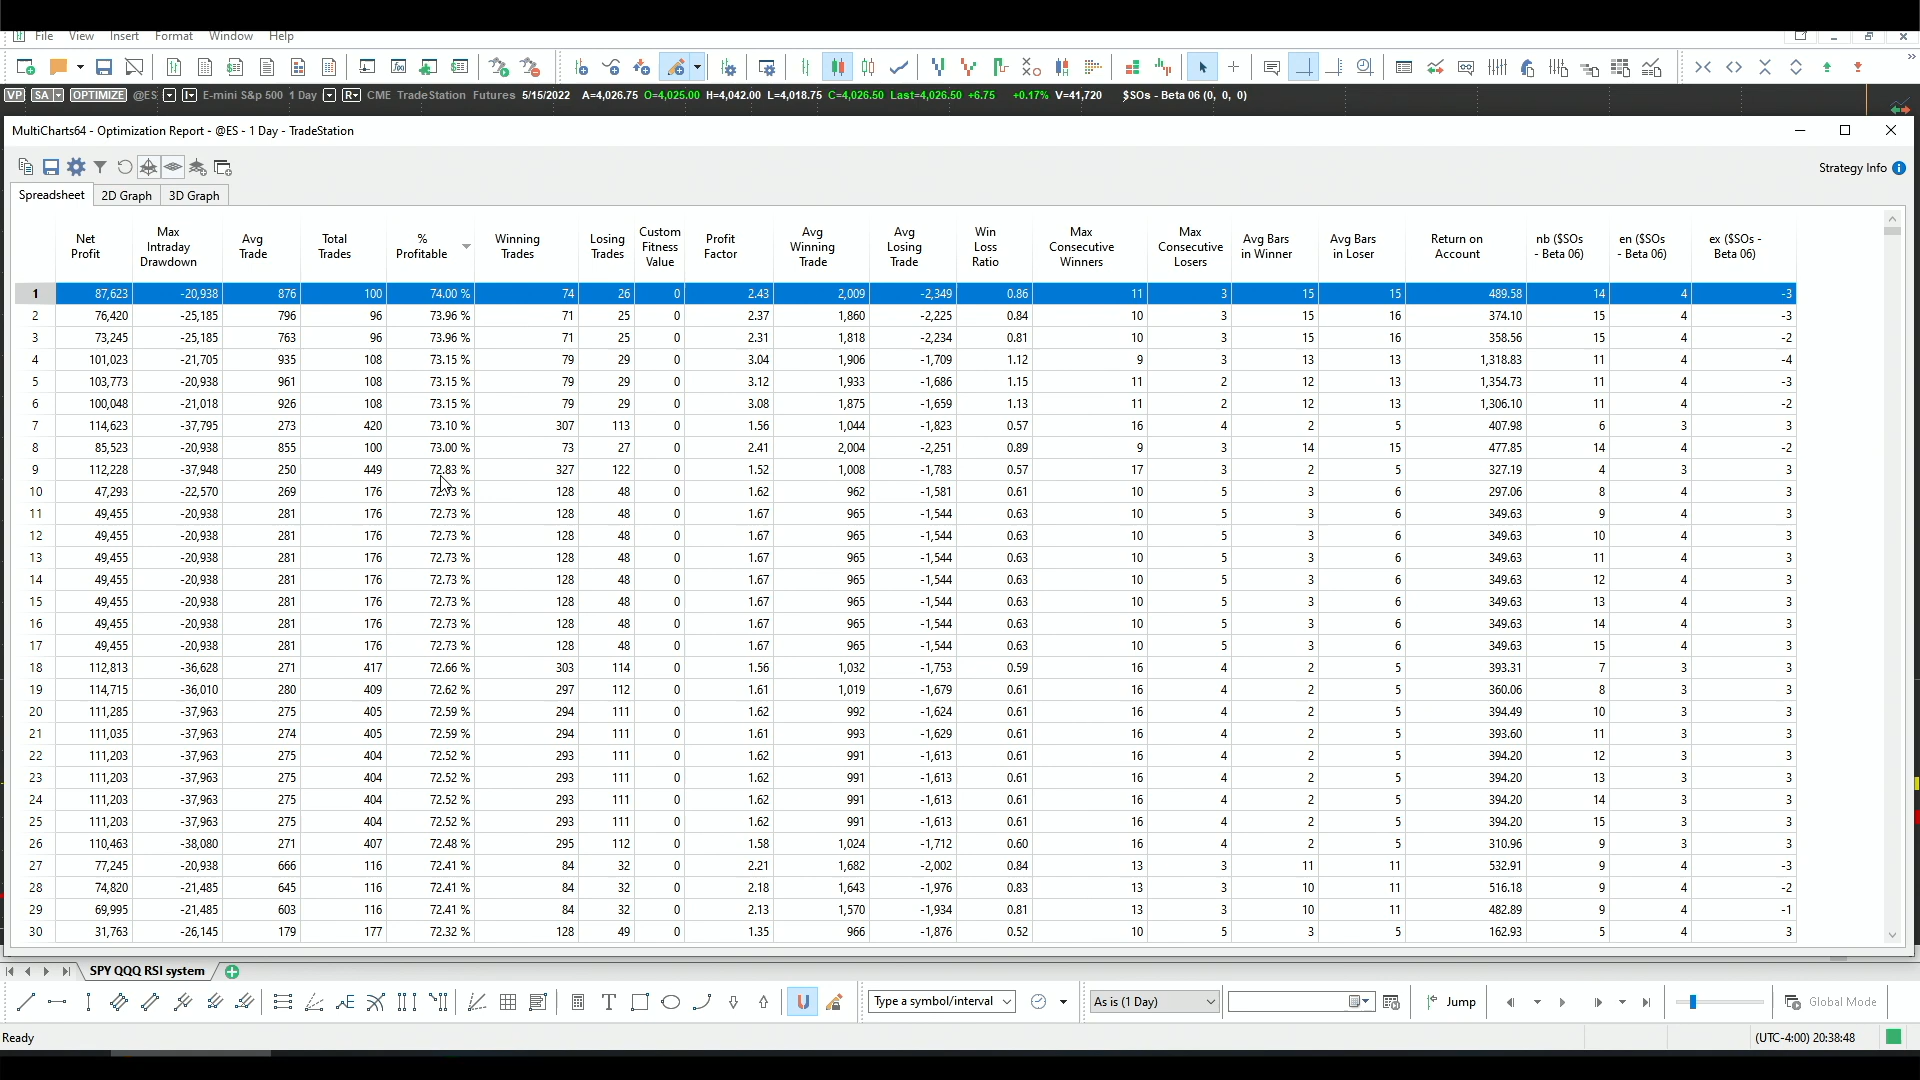 File View Insert Format Window Help
VP SA OPTIMIZE @ES I E-mini S&p 500 1 Day R CME TradeStation Futures 5/15/2022 A=4,026.75 O=4,025.00 H=4,042.00 L=4,018.75 C=4,026.50 Last=4,026.50 +6.75 +0.17% V=41,720 $SOs - Beta 06 (0, 0, 0)
MultiCharts64 - Optimization Report - @ES - 1 Day - TradeStation
Strategy Info
Spreadsheet 2D Graph 3D Graph
Net Profit Max Intraday Drawdown Avg Trade Total Trades % Profitable Winning Trades Losing Trades Custom Fitness Value Profit Factor Avg Winning Trade Avg Losing Trade Win Loss Ratio Max Consecutive Winners Max Consecutive Losers Avg Bars in Winner Avg Bars in Loser Return on Account nb ($SOs - Beta 06) en ($SOs - Beta 06) ex ($SOs - Beta 06)
1 87,623 -20,938 876 100 74.00 % 74 26 0 2.43 2,009 -2,349 0.86 11 3 15 15 489.58 14 4 -3
2 76,420 -25,185 796 96 73.96 % 71 25 0 2.37 1,860 -2,225 0.84 10 3 15 16 374.10 15 4 -3
3 73,245 -25,185 763 96 73.96 % 71 25 0 2.31 1,818 -2,234 0.81 10 3 15 16 358.56 15 4 -2
4 101,023 -21,705 935 108 73.15 % 79 29 0 3.04 1,906 -1,709 1.12 9 3 13 13 1,318.83 11 4 -4
5 103,773 -20,938 961 108 73.15 % 79 29 0 3.12 1,933 -1,686 1.15 11 2 12 13 1,354.73 11 4 -3
6 100,048 -21,018 926 108 73.15 % 79 29 0 3.08 1,875 -1,659 1.13 11 2 12 13 1,306.10 11 4 -2
7 114,623 -37,795 273 420 73.10 % 307 113 0 1.56 1,044 -1,823 0.57 16 4 2 5 407.98 6 3 3
8 85,523 -20,938 855 100 73.00 % 73 27 0 2.41 2,004 -2,251 0.89 9 3 14 15 477.85 14 4 -2
9 112,228 -37,948 250 449 72.83 % 327 122 0 1.52 1,008 -1,783 0.57 17 3 2 5 327.19 4 3 3
10 47,293 -22,570 269 176 72.73 % 128 48 0 1.62 962 -1,581 0.61 10 5 3 6 297.06 8 4 3
11 49,455 -20,938 281 176 72.73 % 128 48 0 1.67 965 -1,544 0.63 10 5 3 6 349.63 9 4 3
12 49,455 -20,938 281 176 72.73 % 128 48 0 1.67 965 -1,544 0.63 10 5 3 6 349.63 10 4 3
13 49,455 -20,938 281 176 72.73 % 128 48 0 1.67 965 -1,544 0.63 10 5 3 6 349.63 11 4 3
14 49,455 -20,938 281 176 72.73 % 128 48 0 1.67 965 -1,544 0.63 10 5 3 6 349.63 12 4 3
15 49,455 -20,938 281 176 72.73 % 128 48 0 1.67 965 -1,544 0.63 10 5 3 6 349.63 13 4 3
16 49,455 -20,938 281 176 72.73 % 128 48 0 1.67 965 -1,544 0.63 10 5 3 6 349.63 14 4 3
17 49,455 -20,938 281 176 72.73 % 128 48 0 1.67 965 -1,544 0.63 10 5 3 6 349.63 15 4 3
18 112,813 -36,628 271 417 72.66 % 303 114 0 1.56 1,032 -1,753 0.59 16 4 2 5 393.31 7 3 3
19 114,715 -36,010 280 409 72.62 % 297 112 0 1.61 1,019 -1,679 0.61 16 4 2 5 360.06 8 3 3
20 111,285 -37,963 275 405 72.59 % 294 111 0 1.62 992 -1,624 0.61 16 4 2 5 394.49 10 3 3
21 111,035 -37,963 274 405 72.59 % 294 111 0 1.61 993 -1,629 0.61 16 4 2 5 393.60 11 3 3
22 111,203 -37,963 275 404 72.52 % 293 111 0 1.62 991 -1,613 0.61 16 4 2 5 394.20 12 3 3
23 111,203 -37,963 275 404 72.52 % 293 111 0 1.62 991 -1,613 0.61 16 4 2 5 394.20 13 3 3
24 111,203 -37,963 275 404 72.52 % 293 111 0 1.62 991 -1,613 0.61 16 4 2 5 394.20 14 3 3
25 111,203 -37,963 275 404 72.52 % 293 111 0 1.62 991 -1,613 0.61 16 4 2 5 394.20 15 3 3
26 110,463 -38,080 271 407 72.48 % 295 112 0 1.58 1,024 -1,712 0.60 16 4 2 5 310.96 9 3 3
27 77,245 -20,938 666 116 72.41 % 84 32 0 2.21 1,682 -2,002 0.84 13 3 11 11 532.91 9 4 -3
28 74,820 -21,485 645 116 72.41 % 84 32 0 2.18 1,643 -1,976 0.83 13 3 10 11 516.18 9 4 -2
29 69,995 -21,485 603 116 72.41 % 84 32 0 2.13 1,570 -1,934 0.81 13 3 10 11 482.89 9 4 -1
30 31,763 -26,145 179 177 72.32 % 128 49 0 1.35 966 -1,876 0.52 10 5 3 5 162.93 5 4 3
SPY QQQ RSI system
Type a symbol/interval As is (1 Day) Jump Global Mode
Ready (UTC-4:00) 20:38:48